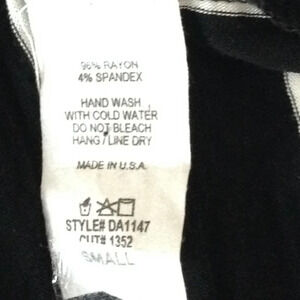 96% RAYON
4% SPANDEX
HAND WASH
WITH COLD WATER
DO NOT BLEACH
HANG / LINE DRY
MADE IN U.S.A.
STYLE# DA1147
CUT# 1352
SMALL